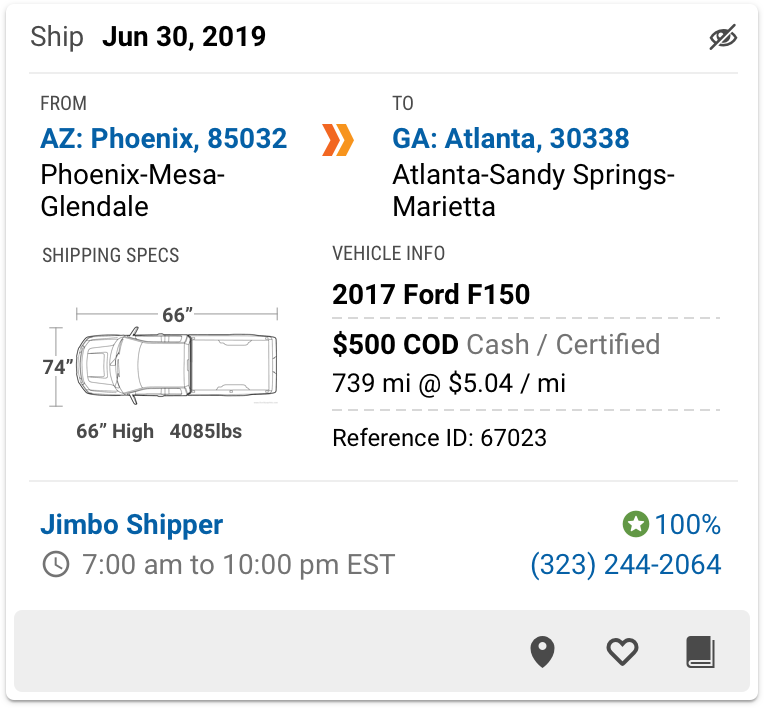 Ship Jun 30, 2019
FROM
AZ: Phoenix, 85032
Phoenix-Mesa-
Glendale
TO
GA: Atlanta, 30338
Atlanta-Sandy Springs-
Marietta
SHIPPING SPECS
66”
74”
66” High 4085lbs
VEHICLE INFO
2017 Ford F150
$500 COD Cash / Certified
739 mi @ $5.04 / mi
Reference ID: 67023
Jimbo Shipper
100%
7:00 am to 10:00 pm EST
(323) 244-2064